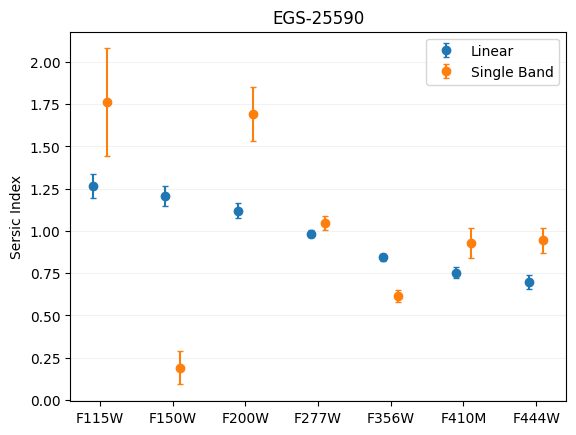 EGS-25590
Linear
Single Band
Sersic Index
2.00
1.75
1.50
1.25
1.00
0.75
0.50
0.25
0.00
F115W F150W F200W F277W F356W F410M F444W